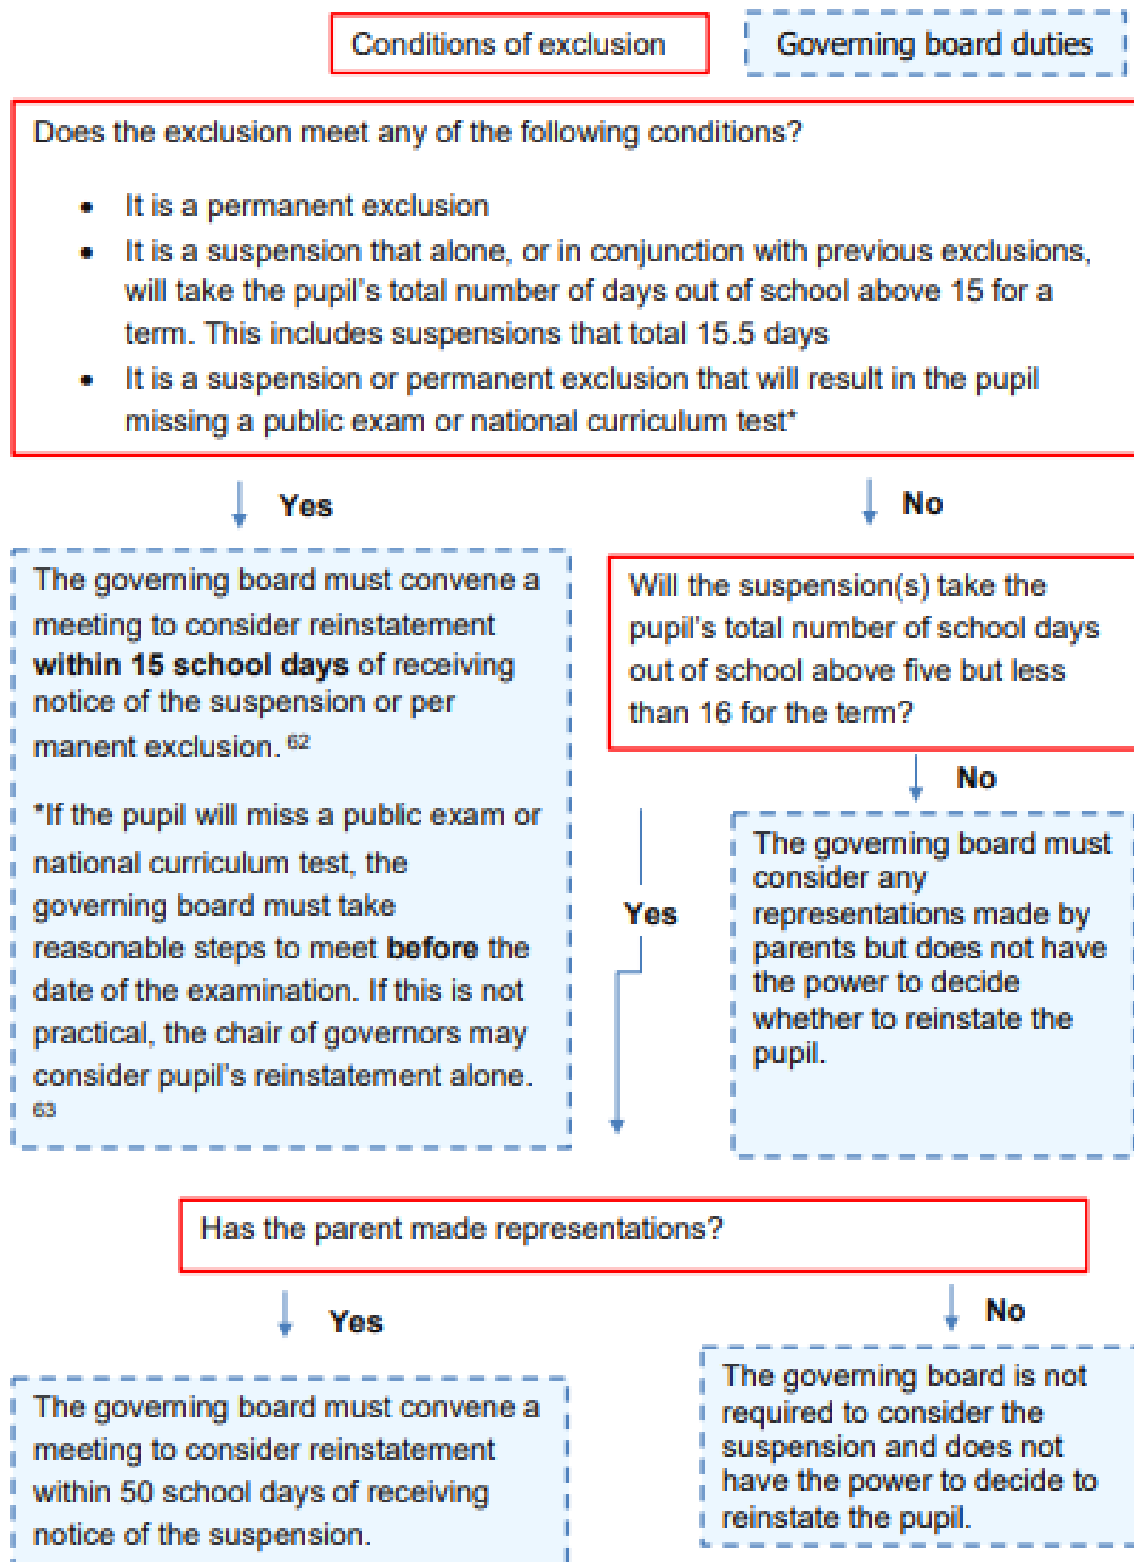 Conditions of exclusion
Governing board duties
Does the exclusion meet any of the following conditions?
• It is a permanent exclusion
• It is a suspension that alone, or in conjunction with previous exclusions,
will take the pupil's total number of days out of school above 15 for a
term. This includes suspensions that total 15.5 days
• It is a suspension or permanent exclusion that will result in the pupil
missing a public exam or national curriculum test*
Yes
No
The governing board must convene a
meeting to consider reinstatement
within 15 school days of receiving
notice of the suspension or per
manent exclusion. 62
*If the pupil will miss a public exam or
national curriculum test, the
governing board must take
reasonable steps to meet before the
date of the examination. If this is not
practical, the chair of governors may
consider pupil's reinstatement alone.
63
Will the suspension(s) take the
pupil's total number of school days
out of school above five but less
than 16 for the term?
No
Yes
The governing board must
consider any
representations made by
parents but does not have
the power to decide
whether to reinstate the
pupil.
Has the parent made representations?
Yes
No
The governing board must convene a
meeting to consider reinstatement
within 50 school days of receiving
notice of the suspension.
The governing board is not
required to consider the
suspension and does not
have the power to decide to
reinstate the pupil.